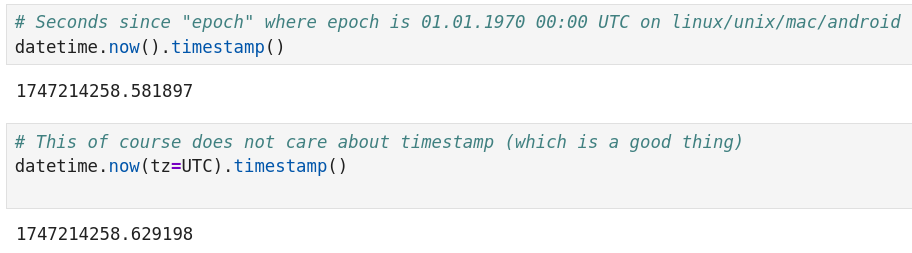 # Seconds since "epoch" where epoch is 01.01.1970 00:00 UTC on linux/unix/mac/android
datetime.now().timestamp()
1747214258.581897
# This of course does not care about timestamp (which is a good thing)
datetime.now(tz=UTC).timestamp()
1747214258.629198